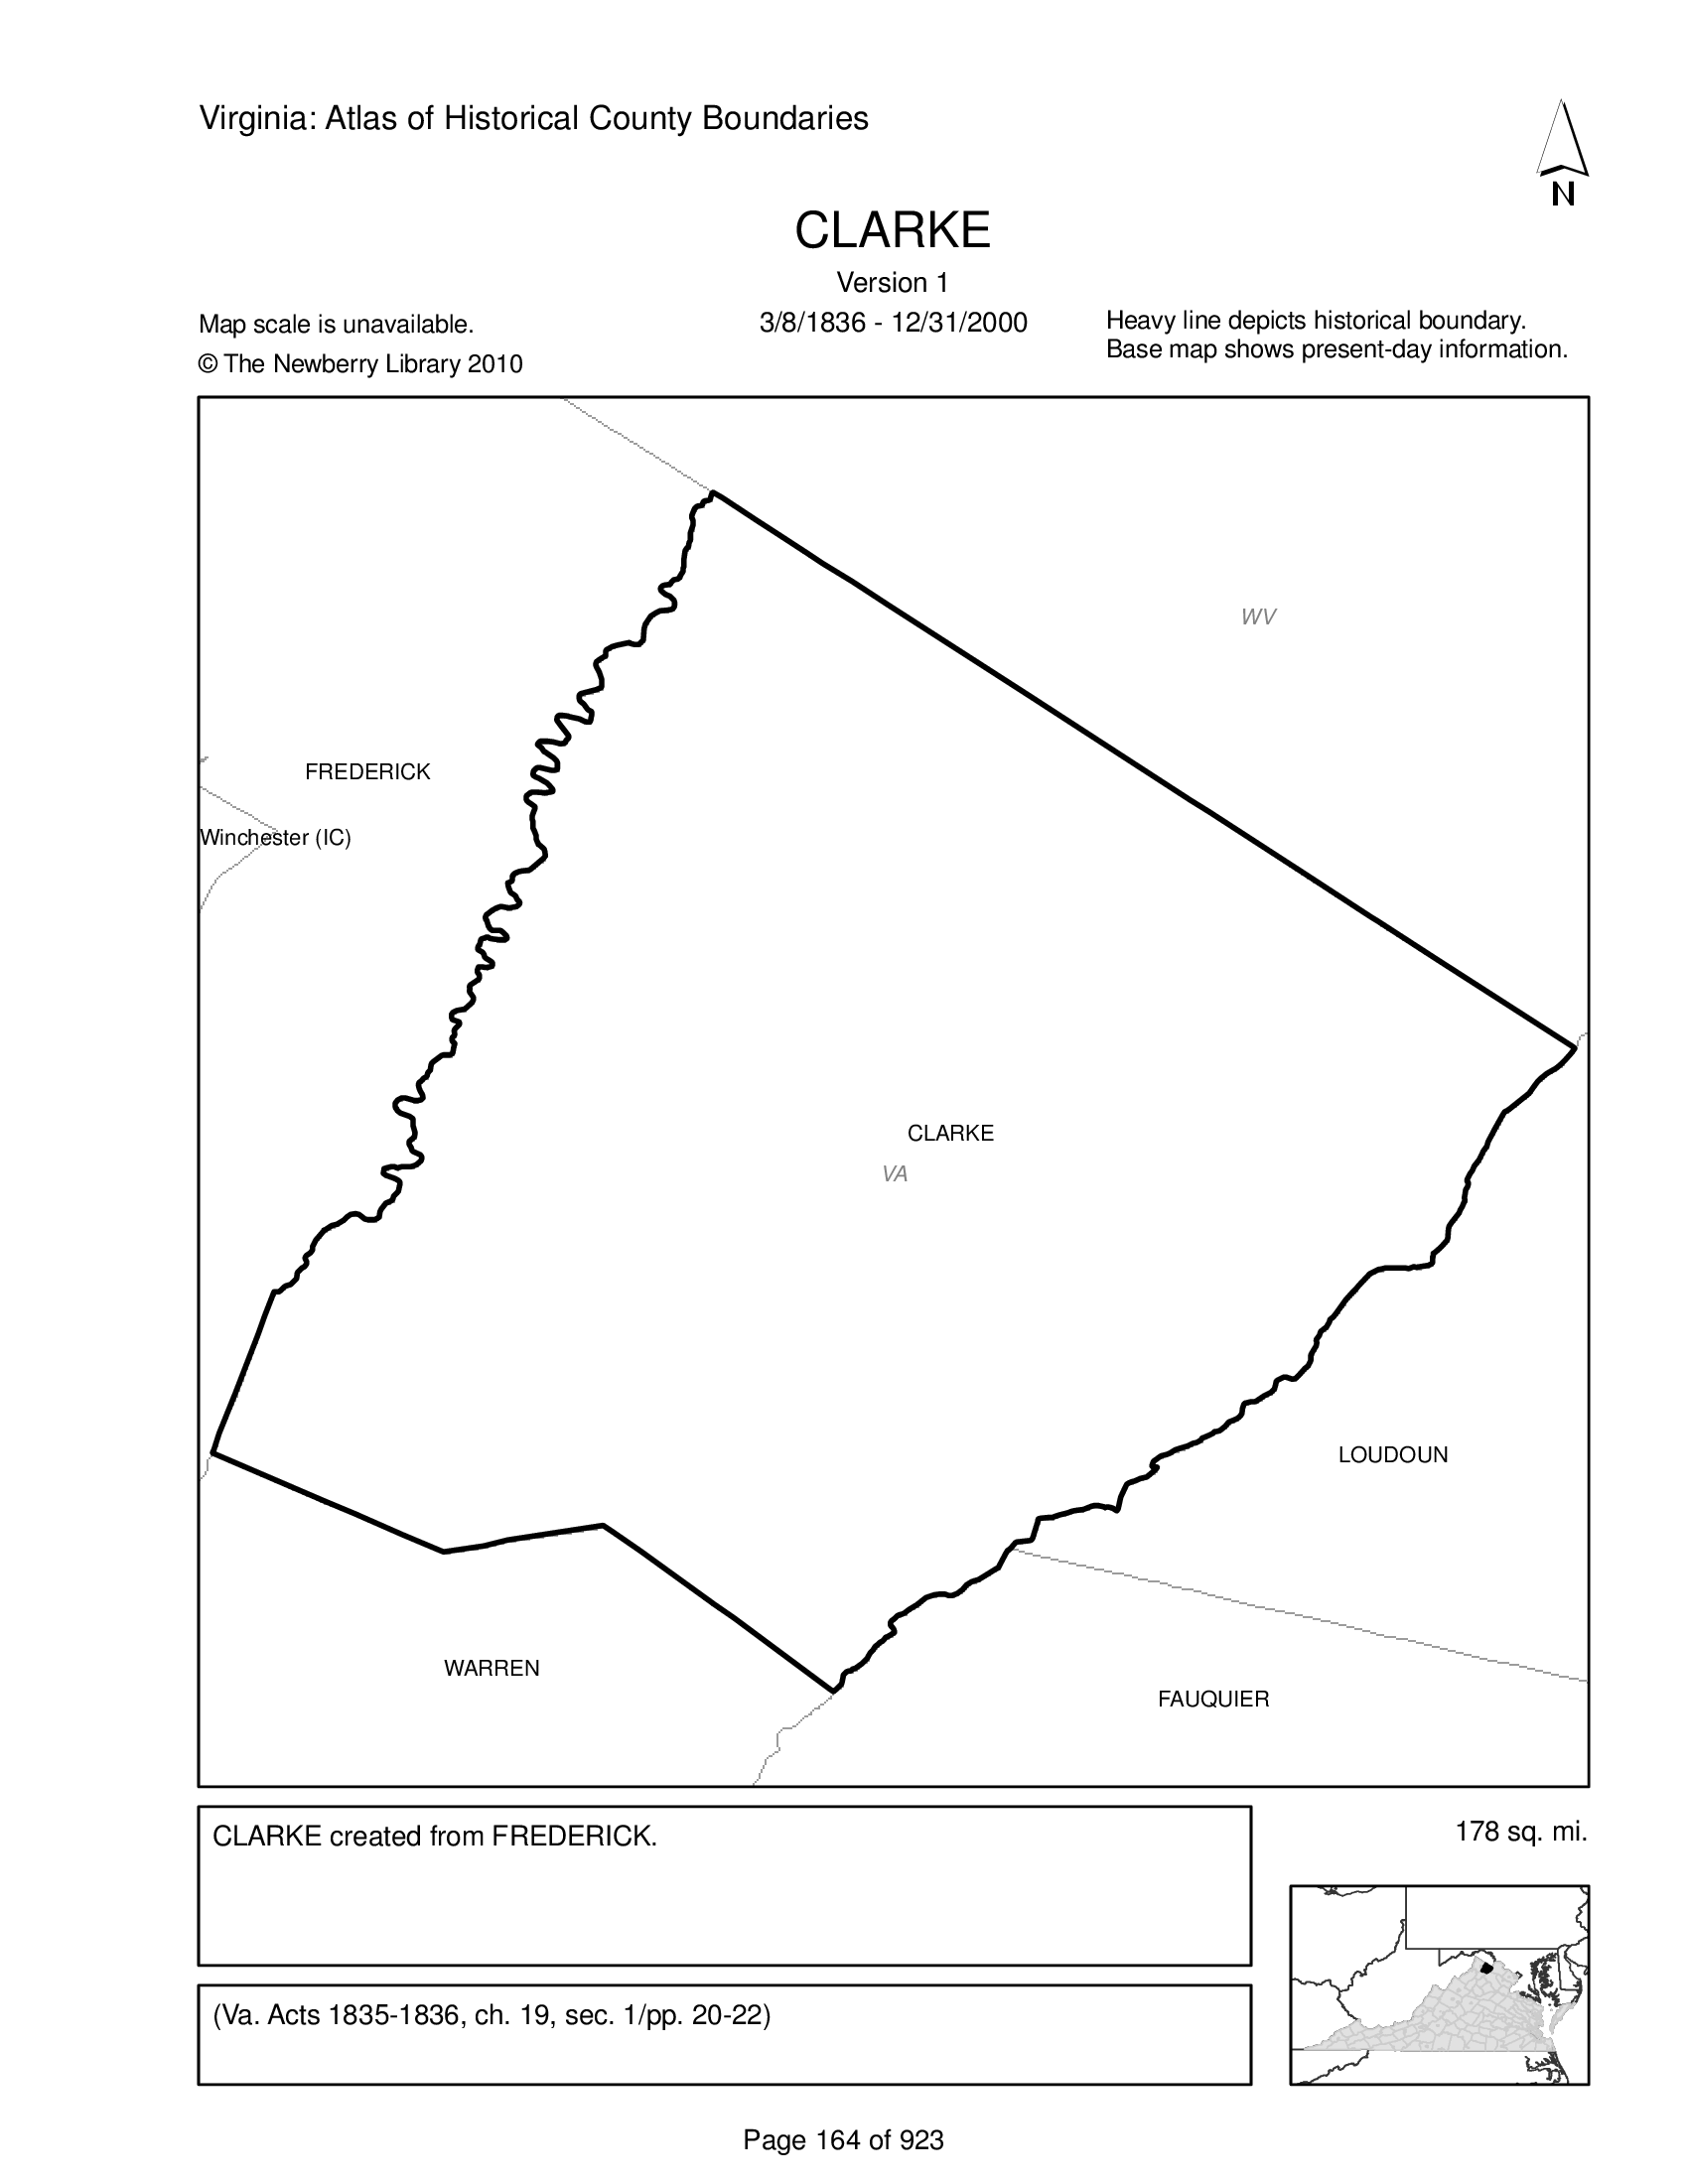 Virginia: Atlas of Historical County Boundaries
N
CLARKE
Version 1
3/8/1836 - 12/31/2000
Map scale is unavailable.
© The Newberry Library 2010
Heavy line depicts historical boundary.
Base map shows present-day information.
WV
FREDERICK
Winchester (IC)
CLARKE
VA
LOUDOUN
WARREN
FAUQUIER
CLARKE created from FREDERICK.
178 sq. mi.
(Va. Acts 1835-1836, ch. 19, sec. 1/pp. 20-22)
Page 164 of 923